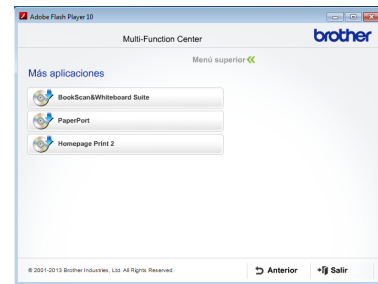 Adobe Flash Player 10
Multi-Function Center
brother
Menú superior
Más aplicaciones
BookScan&Whiteboard Suite
PaperPort
Homepage Print 2
© 2001-2013 Brother Industries, Ltd. All Rights Reserved.
Anterior
Salir